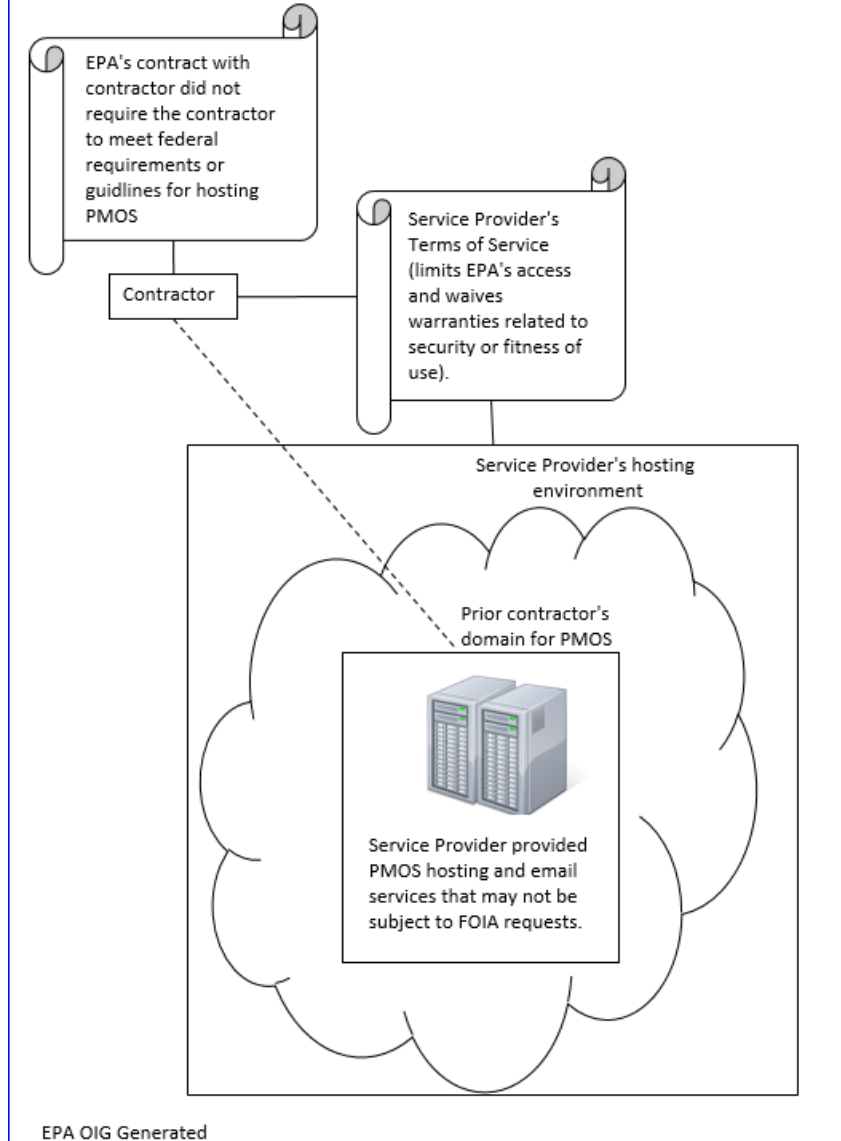 EPA's contract with
contractor did not
require the contractor
to meet federal
requirements or
guidlines for hosting
PMOS
Service Provider's
Terms of Service
(limits EPA's access
and waives
warranties related to
security or fitness of
use).
Contractor
Service Provider's hosting
environment
Prior contractor's
domain for PMOS
Service Provider provided
PMOS hosting and email
services that may not be
subject to FOIA requests.
EPA OIG Generated